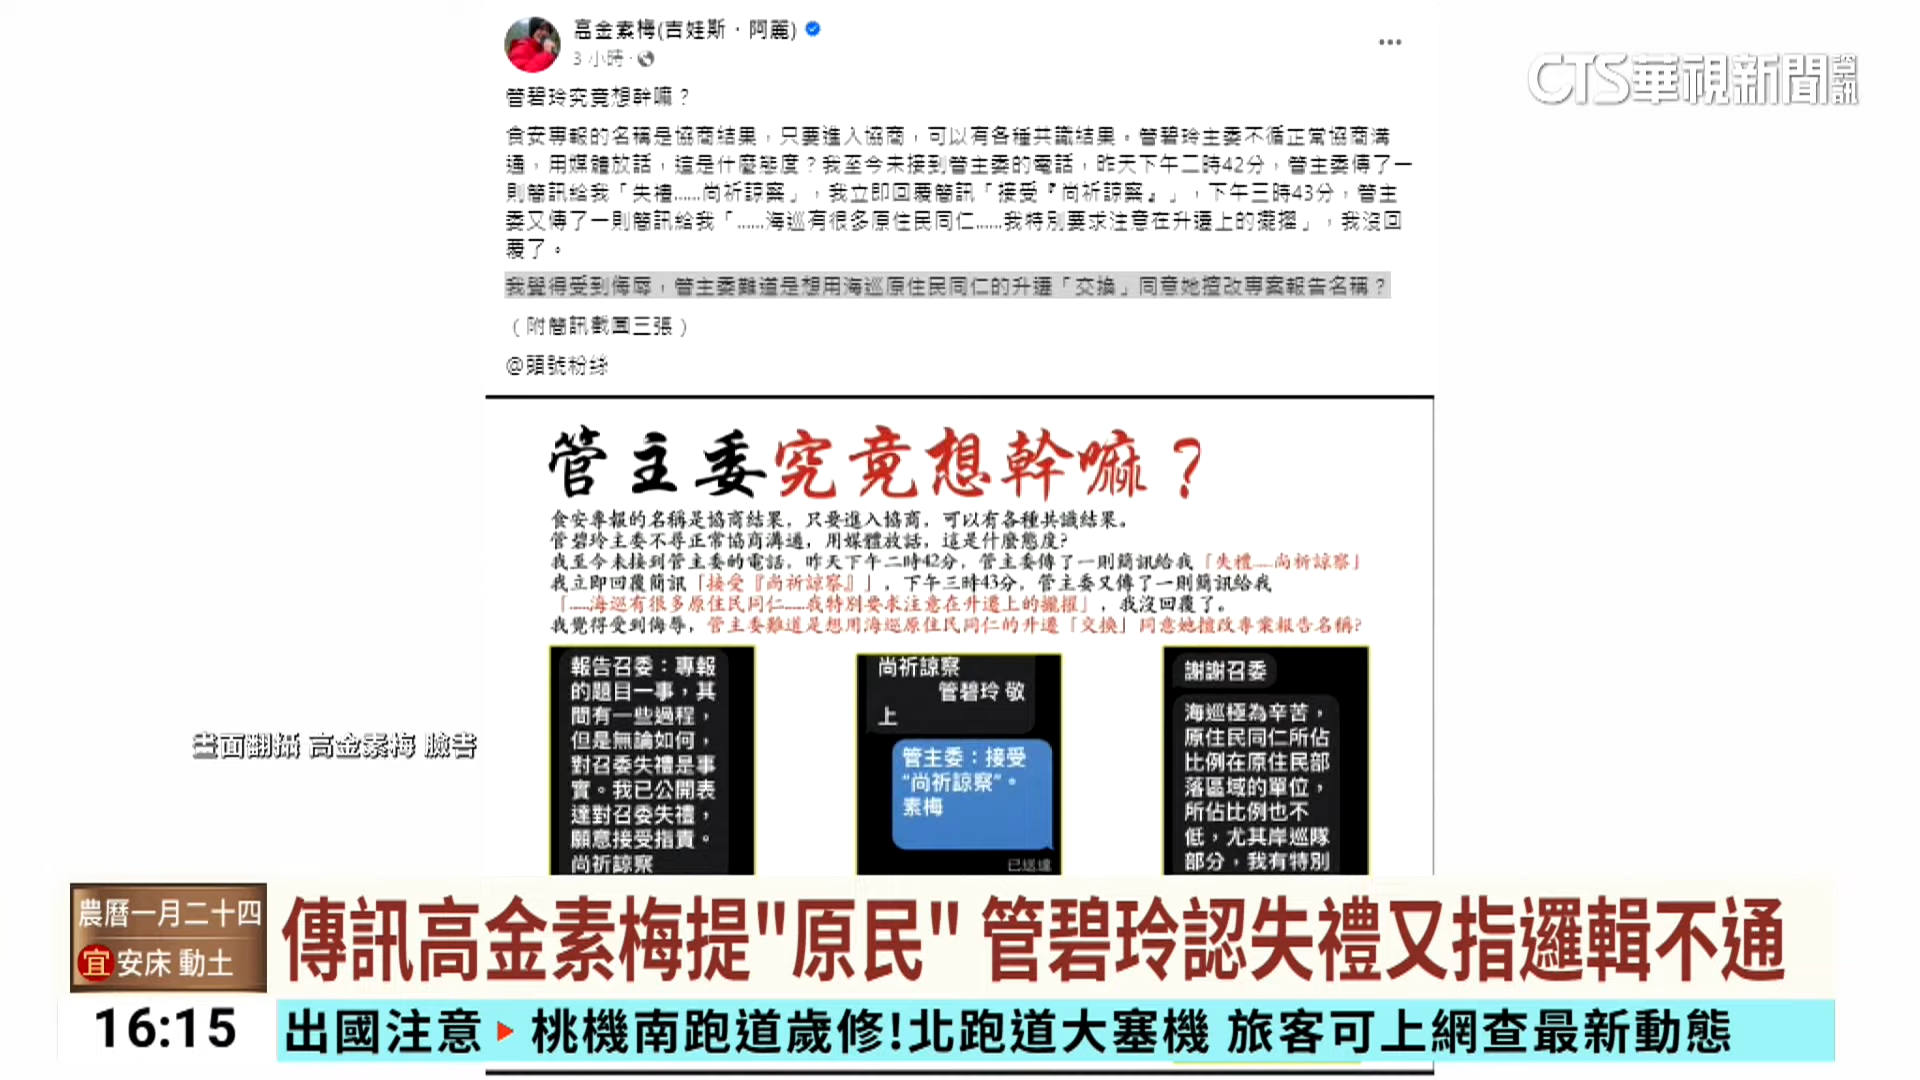 高金素梅(吉娃斯·阿麗)
3 小時·
CTS華視新聞資訊
管碧玲究竟想幹嘛？
食安專報的名稱是協商結果，只要進入協商，可以有各種共識結果。管碧玲主委不循正常協商溝
通，用媒體放話，這是什麼態度？我至今未接到管主委的電話，昨天下午二時42分，管主委傳了一
則簡訊給我「失禮......尚祈諒察」，我立即回覆簡訊「接受『尚祈諒察』」，下午三時43分，管主
委又傳了一則簡訊給我「......海巡有很多原住民同仁......我特別要求注意在升遷上的擺擢」，我沒回
覆了。
我覺得受到侮辱，管主委難道是想用海巡原住民同仁的升遷「交換」同意她擅改專案報告名稱？
（附簡訊截圖三張）
@頭號粉絲
管主委究竟想幹嘛？
食安專報的名稱是協商結果，只要進入協商，可以有各種共識結果。
管碧玲主委不尋正常協商溝通，用媒體放話，這是什麼態度?
我至今未接到管主委的電話，昨天下午二時42分，管主委傳了一則簡訊給我「失禮......尚祈諒察」
我立即回覆簡訊「接受『尚祈諒察』」，下午三時43分，管主委又傳了一則簡訊給我
「......海巡有很多原住民同仁......我特別要求注意在升遷上的擺擢」，我沒回覆了。
我覺得受到侮辱，管主委難道是想用海巡原住民同仁的升遷「交換」同意她擅改專業報告名稱?
報告召委：專報
的題目一事，其
間有一些過程，
但是無論如何，
對召委失禮是事
實。我已公開表
達對召委失禮，
願意接受指責。
尚祈諒察
尚祈諒察
管碧玲 敬
上
管主委：接受
“尚祈諒察”。
素梅
已送達
謝謝召委
海巡極為辛苦，
原住民同仁所佔
比例在原住民部
落區域的單位，
所佔比例也不
低，尤其岸巡隊
部分，我有特別
畫面翻攝 高金素梅 臉書
農曆一月二十四
宜 安床 動土
傳訊高金素梅提"原民" 管碧玲認失禮又指邏輯不通
16:15
出國注意▶桃機南跑道歲修!北跑道大塞機 旅客可上網查最新動態